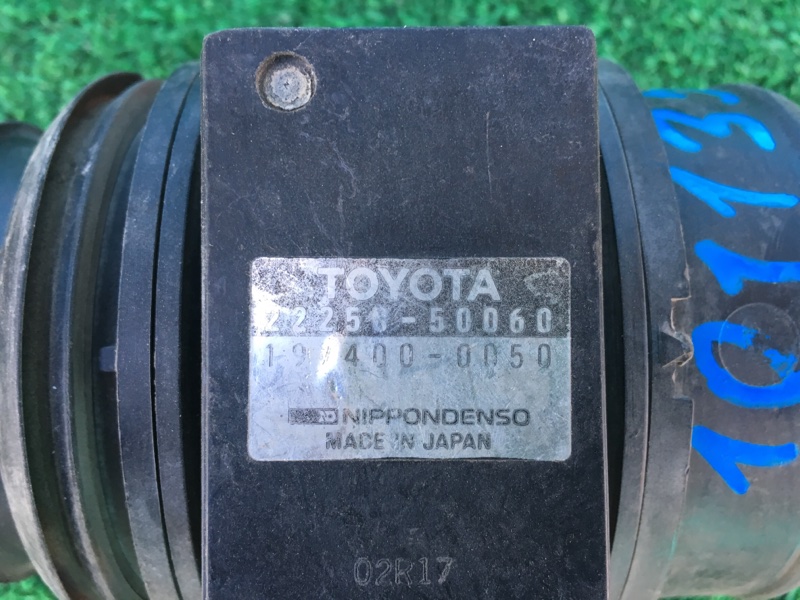 TOYOTA
22250-50060
197400-0050
NIPPONDENSO
MADE IN JAPAN
02R17